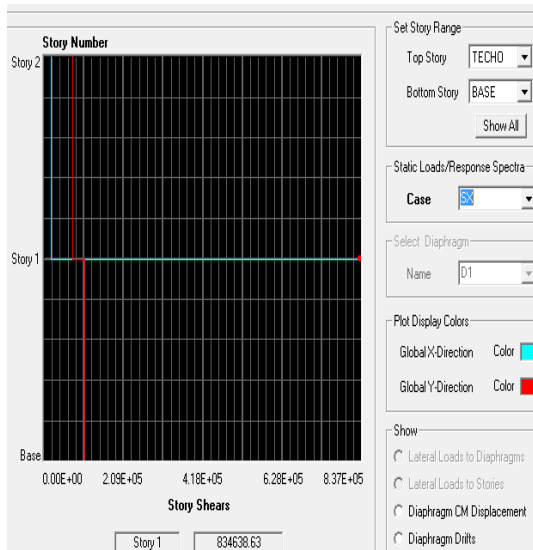 Story Number
Story 2
Story 1
Base
0.00E+00 2.09E+05 4.18E+05 6.28E+05 8.37E+05
Story Shears
Story 1 834638.63
Set Story Range
Top Story TECHO
Bottom Story BASE
Show All
Static Loads/Response Spectra
Case SX
Select Diaphragm
Name D1
Plot Display Colors
Global X-Direction Color
Global Y-Direction Color
Show
Lateral Loads to Diaphragms
Lateral Loads to Stories
Diaphragm CM Displacement
Diaphragm Drifts